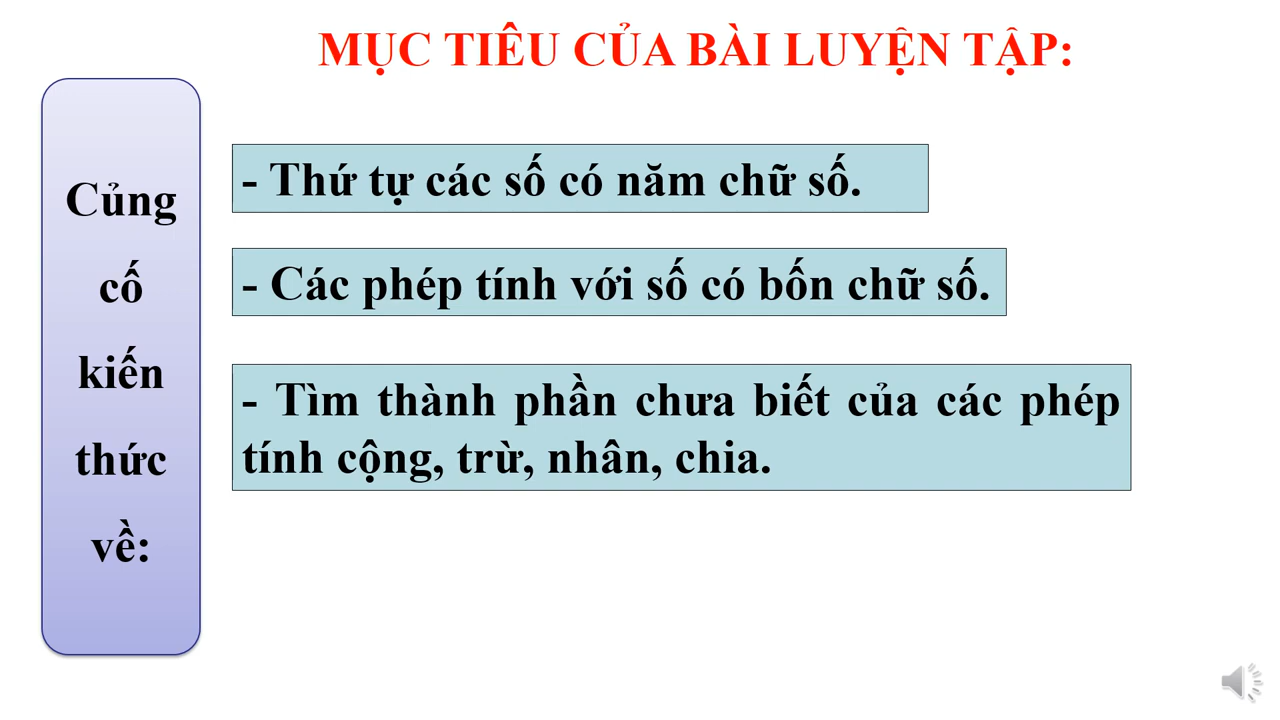 MỤC TIÊU CỦA BÀI LUYỆN TẬP:
Củng
cố
kiến
thức
về:
- Thứ tự các số có năm chữ số.
- Các phép tính với số có bốn chữ số.
- Tìm thành phần chưa biết của các phép
tính cộng, trừ, nhân, chia.